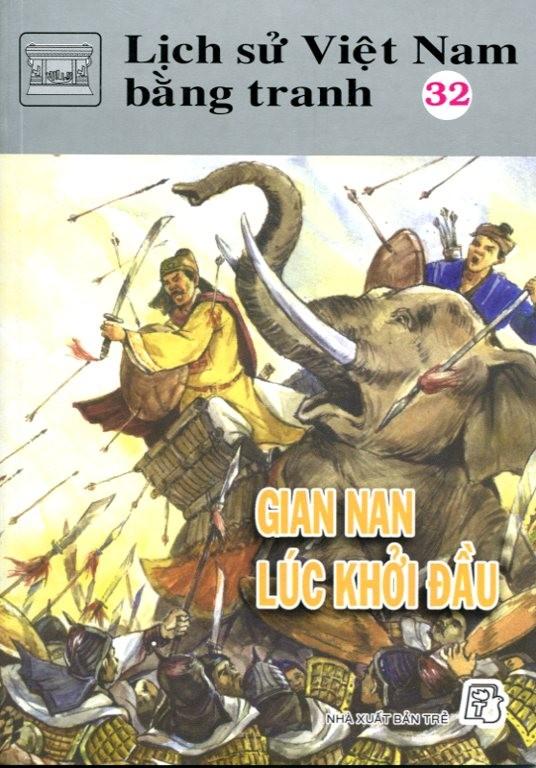 Lịch sử Việt Nam
bằng tranh 32
GIAN NAN
LÚC KHỞI ĐẦU
NHÀ XUẤT BẢN TRẺ